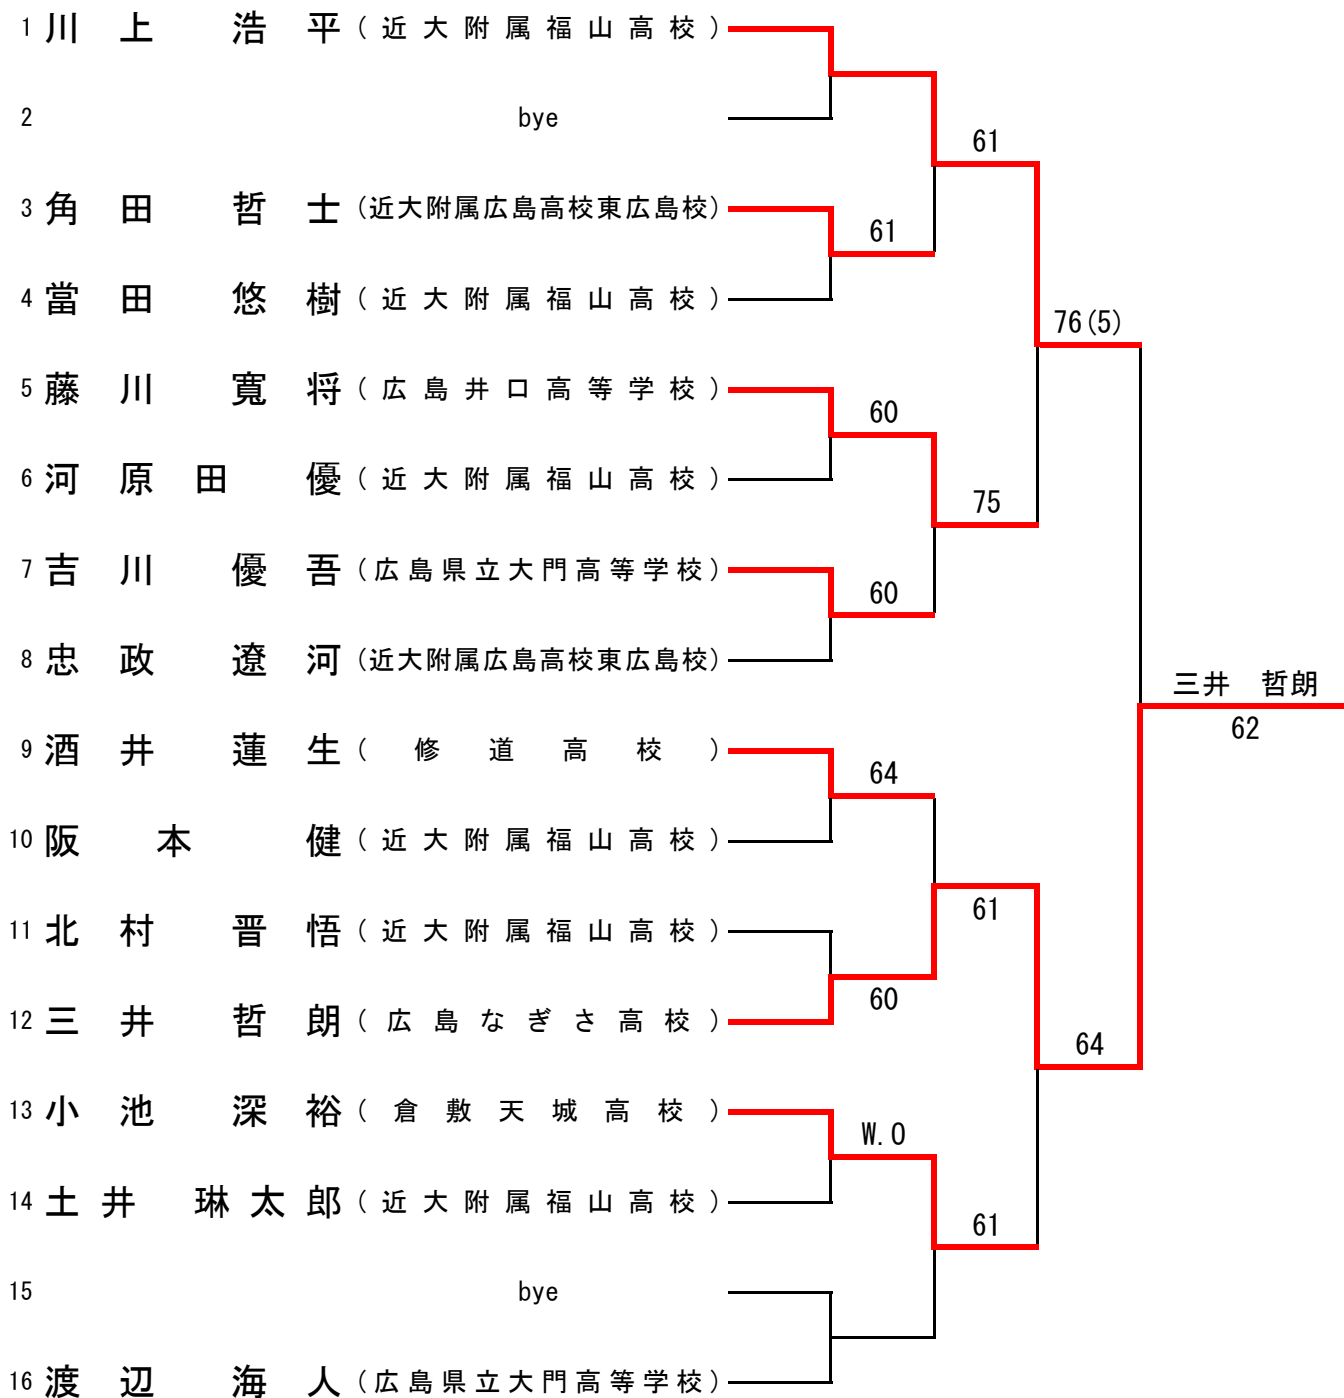 1 川上 浩平 (近大附属福山高校)
2 bye
61
3 角田 哲士 (近大附属広島高校東広島校)
61
4 當田 悠樹 (近大附属福山高校)
76(5)
5 藤川 寛将 (広島井口高等学校)
60
6 河原田 優 (近大附属福山高校)
75
7 吉川 優吾 (広島県立大門高等学校)
60
8 忠政 遼河 (近大附属広島高校東広島校)
三井 哲朗
62
9 酒井 蓮生 (修道高校)
64
10 阪本 健 (近大附属福山高校)
61
11 北村 晋悟 (近大附属福山高校)
60
12 三井 哲朗 (広島なぎさ高校)
64
13 小池 深裕 (倉敷天城高校)
W.O
14 土井 琳太郎 (近大附属福山高校)
61
15 bye
16 渡辺 海人 (広島県立大門高等学校)